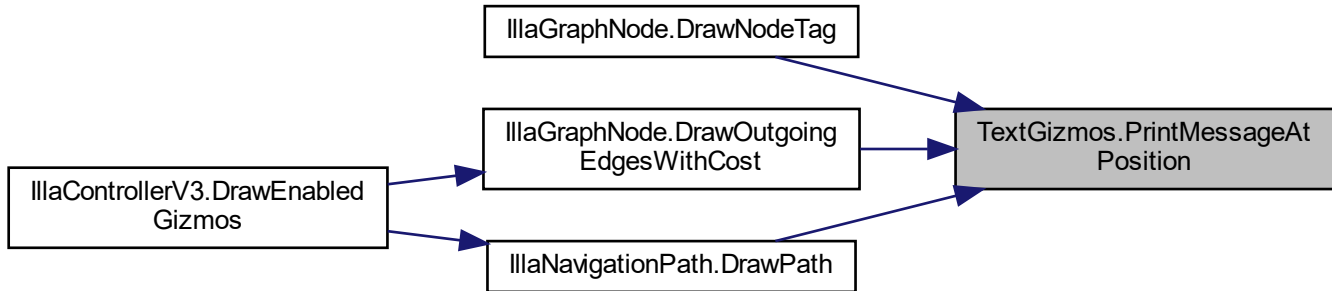 IllaGraphNode.DrawNodeTag
IllaGraphNode.DrawOutgoing
EdgesWithCost
TextGizmos.PrintMessageAt
Position
IllaControllerV3.DrawEnabled
Gizmos
IllaNavigationPath.DrawPath